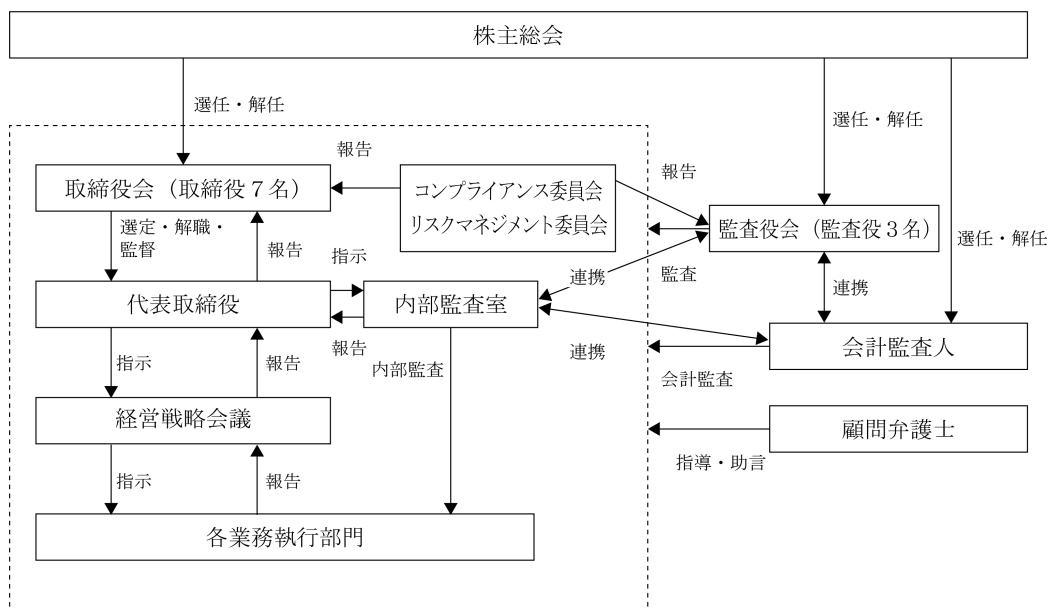 株主総会
選任・解任
選任・解任
選任・解任
報告
報告
取締役会（取締役７名）
コンプライアンス委員会
リスクマネジメント委員会
監査役会（監査役３名）
選定・解職・
監督
報告
指示
連携
監査
連携
代表取締役
内部監査室
会計監査人
指示
報告
報告
内部監査
連携
会計監査
経営戦略会議
顧問弁護士
指導・助言
指示
報告
各業務執行部門